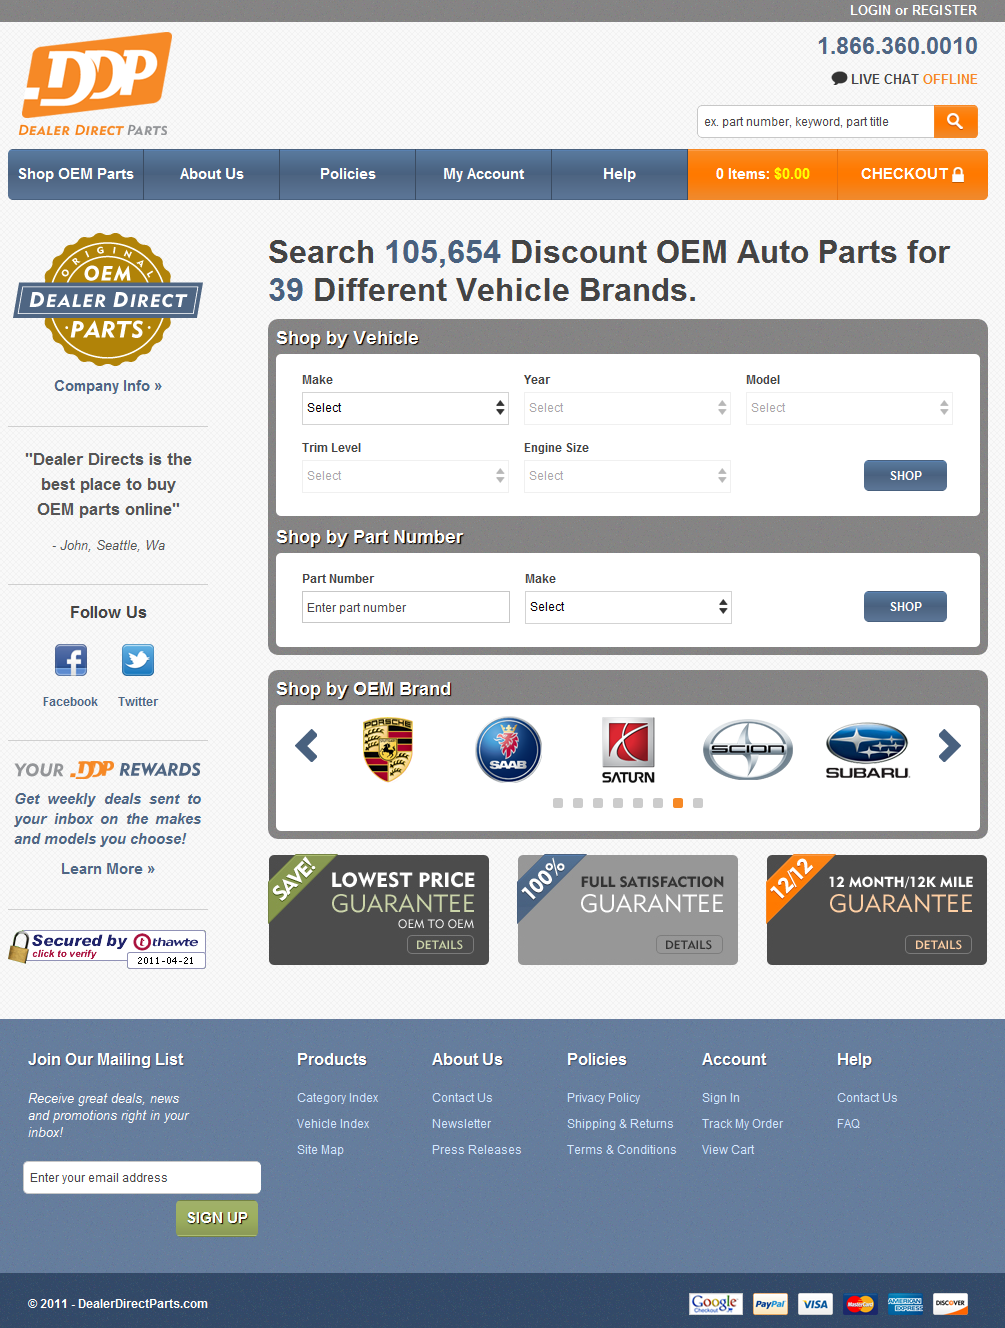 LOGIN or REGISTER
1.866.360.0010
LIVE CHAT OFFLINE
DDP
DEALER DIRECT PARTS
ex. part number, keyword, part title
Shop OEM Parts
About Us
Policies
My Account
Help
0 Items: $0.00
CHECKOUT
ORIGINAL
OEM
DEALER DIRECT
·PARTS·
Company Info »
"Dealer Directs is the
best place to buy
OEM parts online"
- John, Seattle, Wa
Follow Us
Facebook
Twitter
YOUR DDP REWARDS
Get weekly deals sent to
your inbox on the makes
and models you choose!
Learn More »
Secured by thawte
click to verify
2011-04-21
Search 105,654 Discount OEM Auto Parts for
39 Different Vehicle Brands.
Shop by Vehicle
Make
Year
Model
Select
Select
Select
Trim Level
Engine Size
Select
Select
SHOP
Shop by Part Number
Part Number
Make
Enter part number
Select
SHOP
Shop by OEM Brand
PORSCHE
SAAB
SATURN
SCION
SUBARU
SAVE!
LOWEST PRICE
GUARANTEE
OEM TO OEM
DETAILS
100%
FULL SATISFACTION
GUARANTEE
DETAILS
12/12
12 MONTH/12K MILE
GUARANTEE
DETAILS
Join Our Mailing List
Receive great deals, news
and promotions right in your
inbox!
Enter your email address
SIGN UP
Products
Category Index
Vehicle Index
Site Map
About Us
Contact Us
Newsletter
Press Releases
Policies
Privacy Policy
Shipping & Returns
Terms & Conditions
Account
Sign In
Track My Order
View Cart
Help
Contact Us
FAQ
© 2011 - DealerDirectParts.com
Google
Checkout
PayPal
VISA
MasterCard
AMERICAN
EXPRESS
DISCOVER